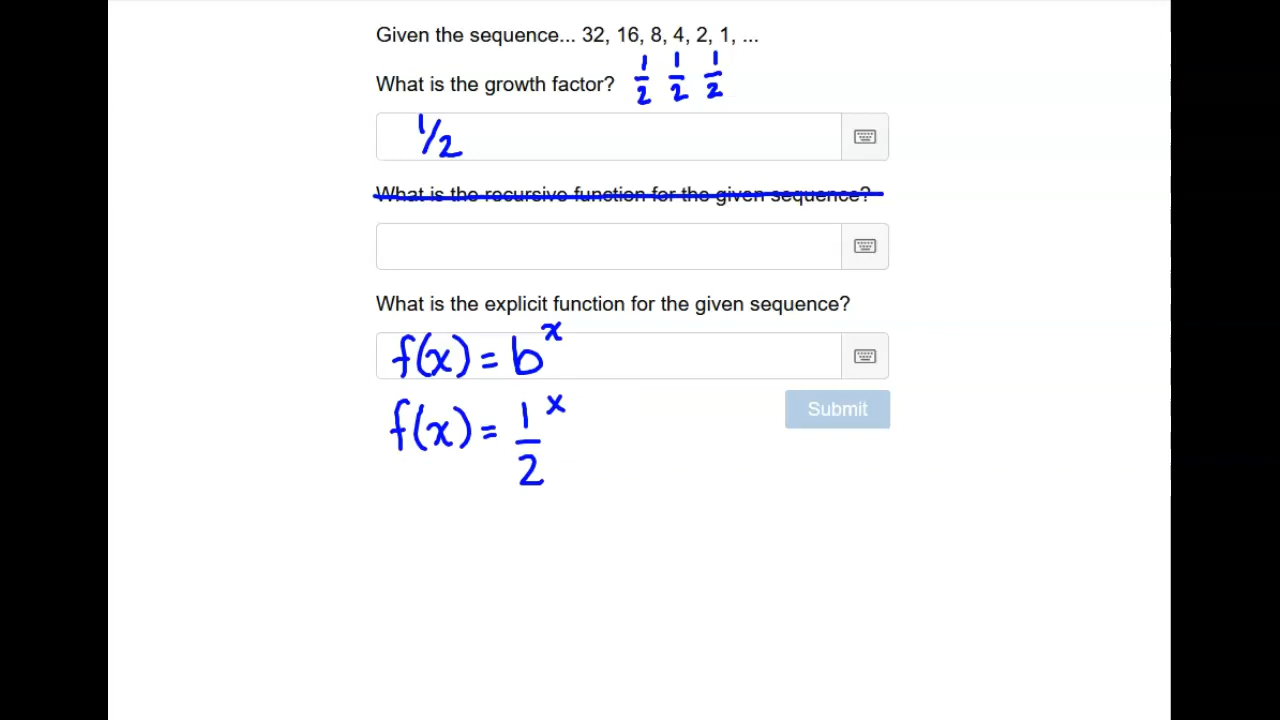 Given the sequence... 32, 16, 8, 4, 2, 1, ...
What is the growth factor? 1/2 1/2 1/2
1/2
What is the recursive function for the given sequence?
What is the explicit function for the given sequence?
f(x) = b^x
f(x) = 1/2^x
Submit